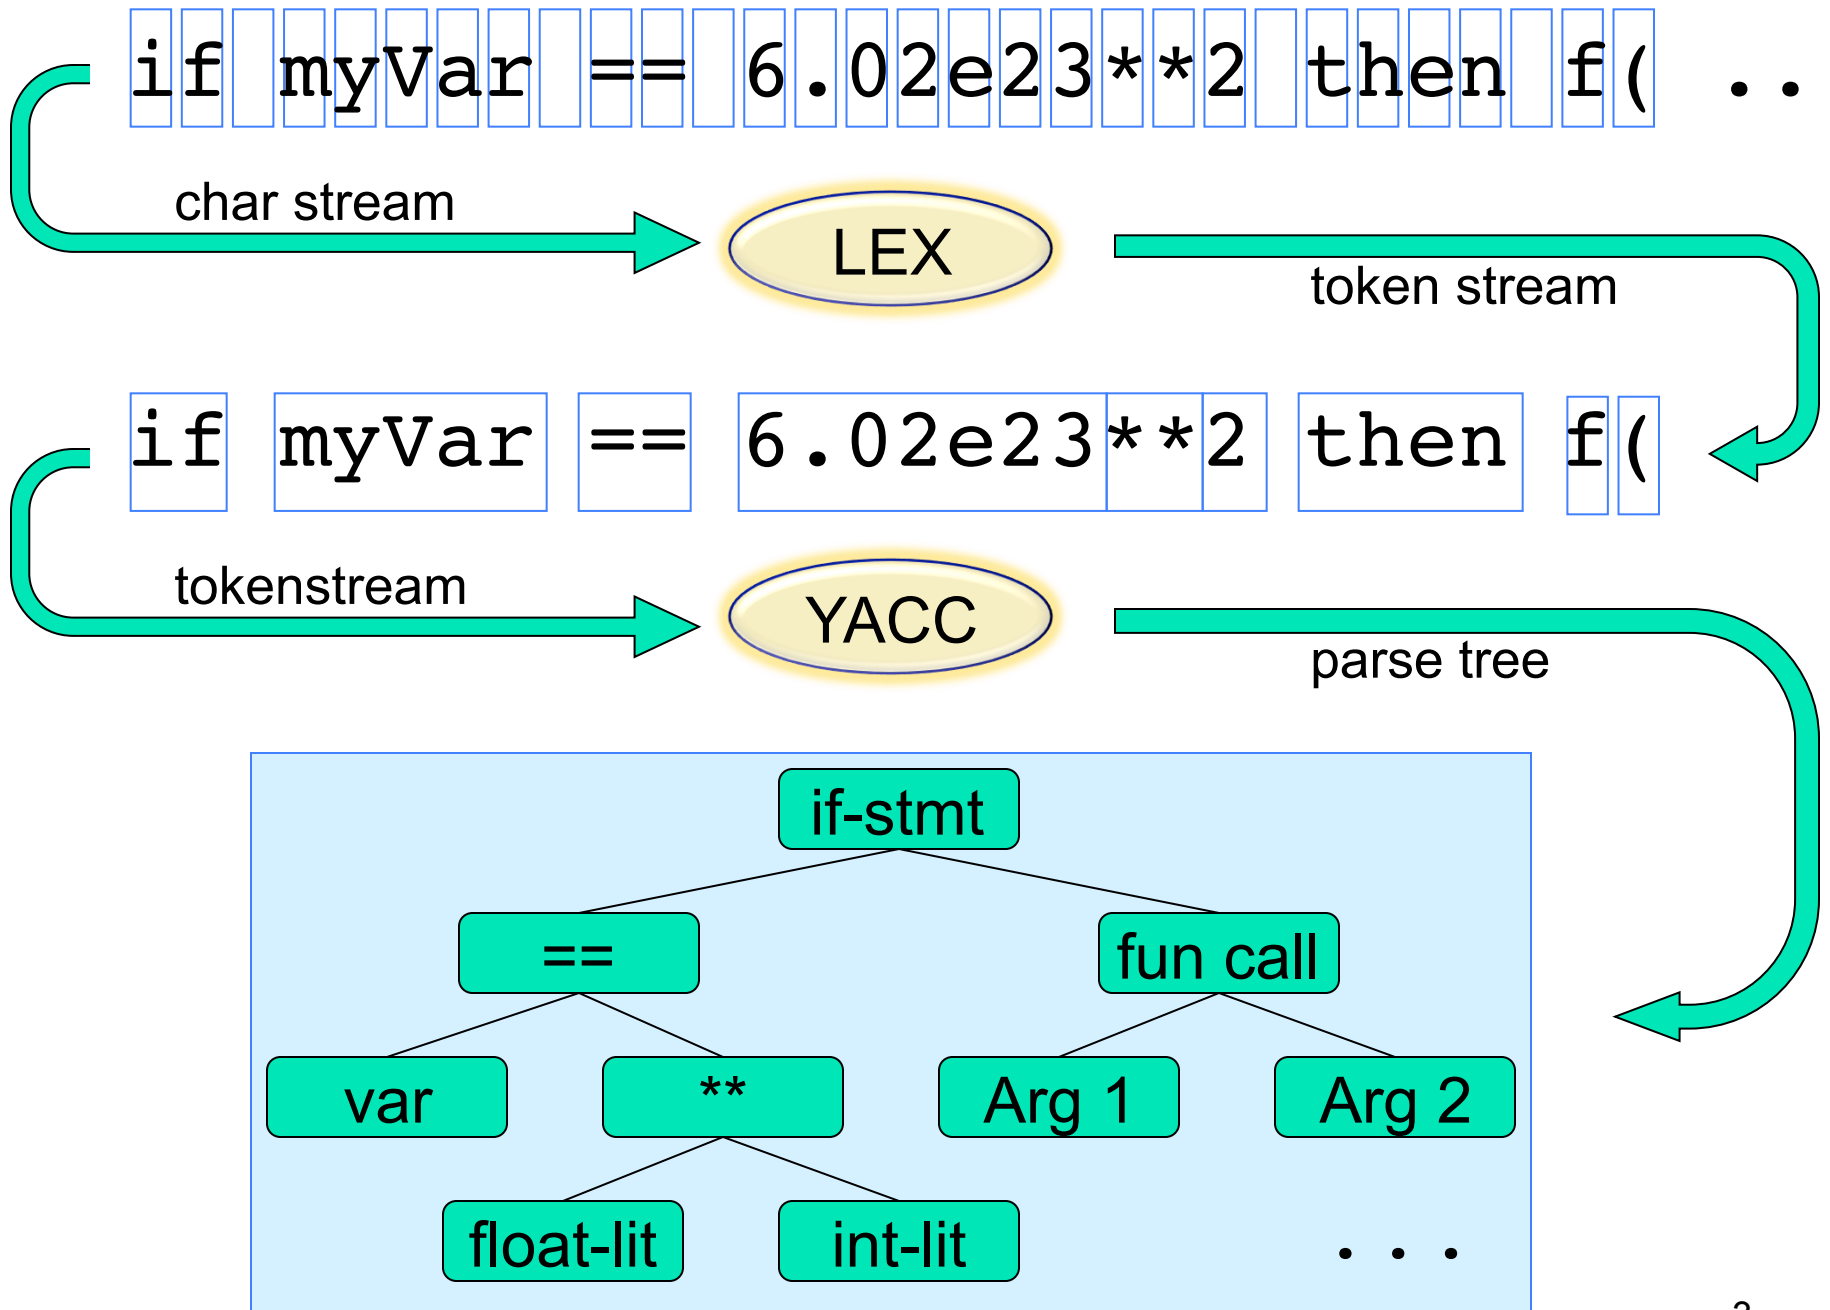 if myVar == 6.02e23**2 then f( ..
char stream
LEX
token stream
if myVar == 6.02e23**2 then f(
tokenstream
YACC
parse tree
if-stmt
==
fun call
var
**
Arg 1
Arg 2
float-lit
int-lit
...